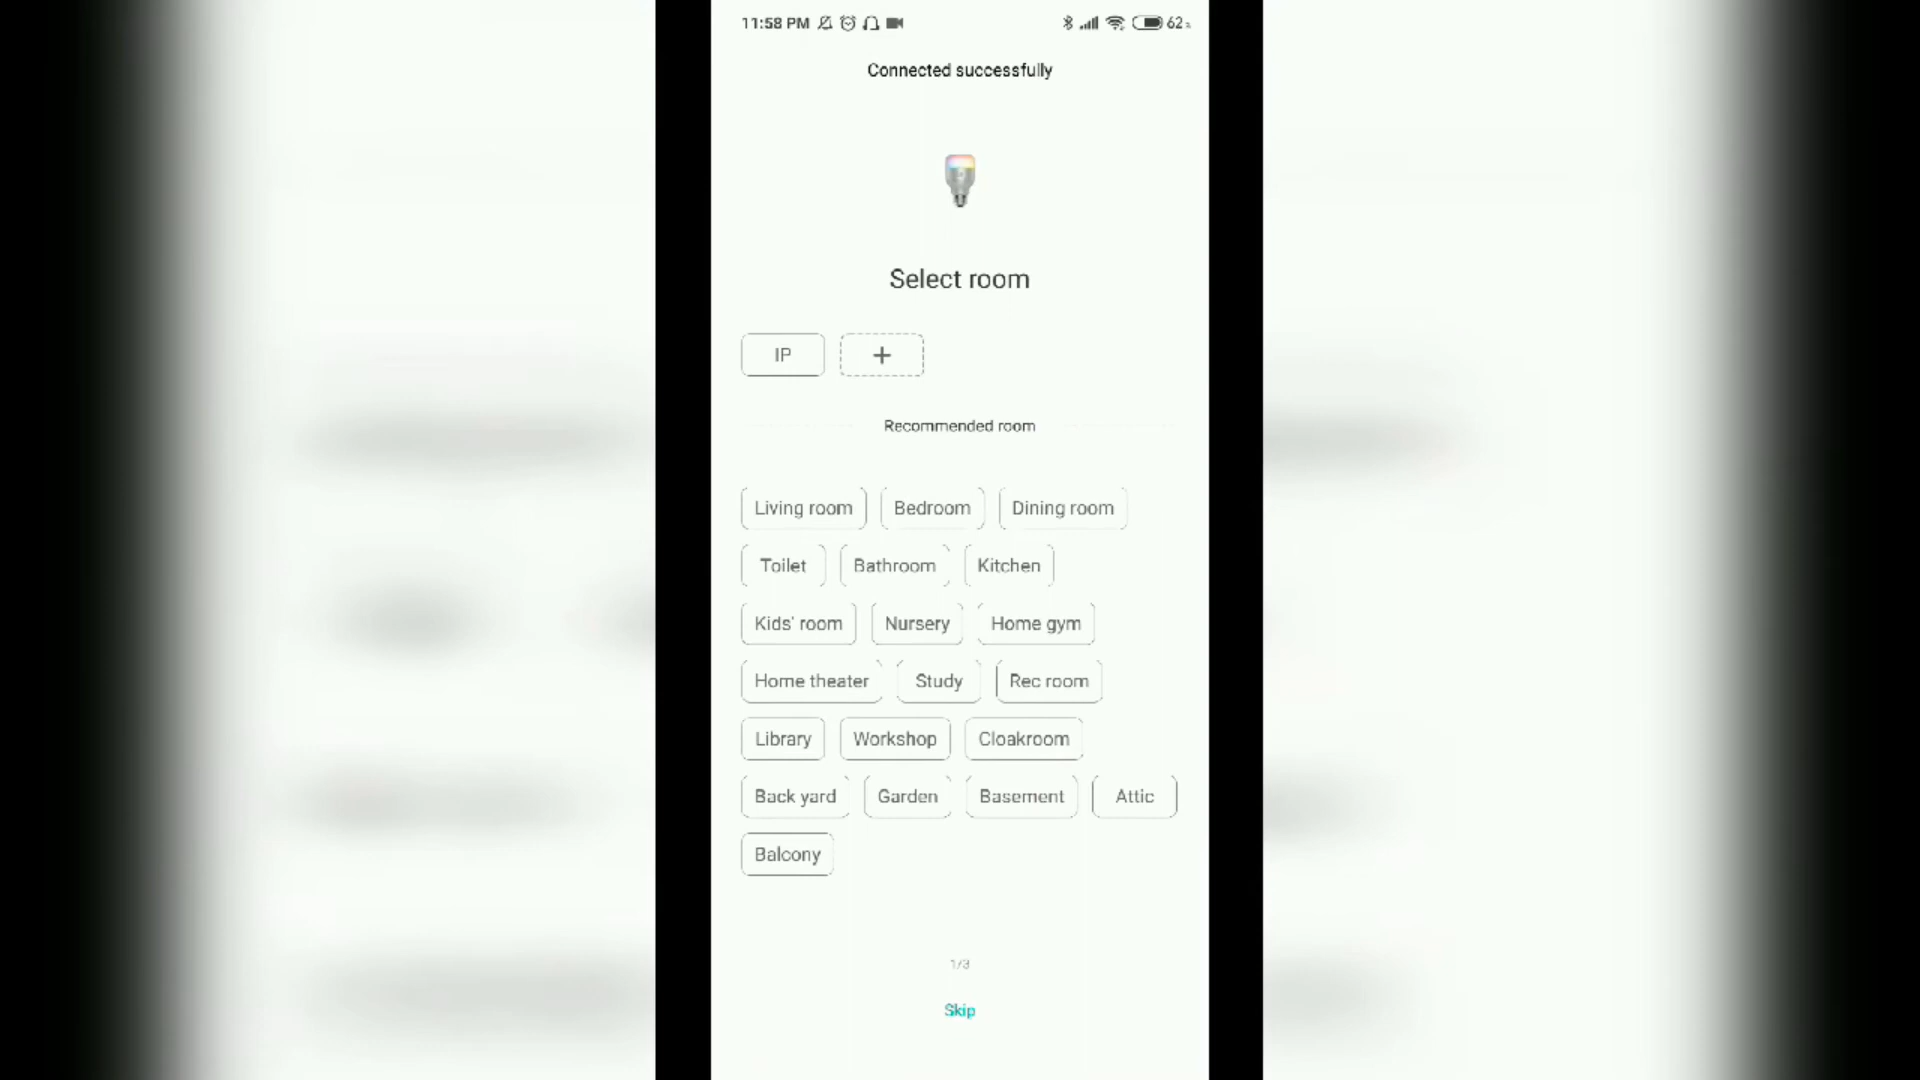 11:58 PM 62
Connected successfully
Select room
IP +
Recommended room
Living room Bedroom Dining room
Toilet Bathroom Kitchen
Kids' room Nursery Home gym
Home theater Study Rec room
Library Workshop Cloakroom
Back yard Garden Basement Attic
Balcony
1/3
Skip